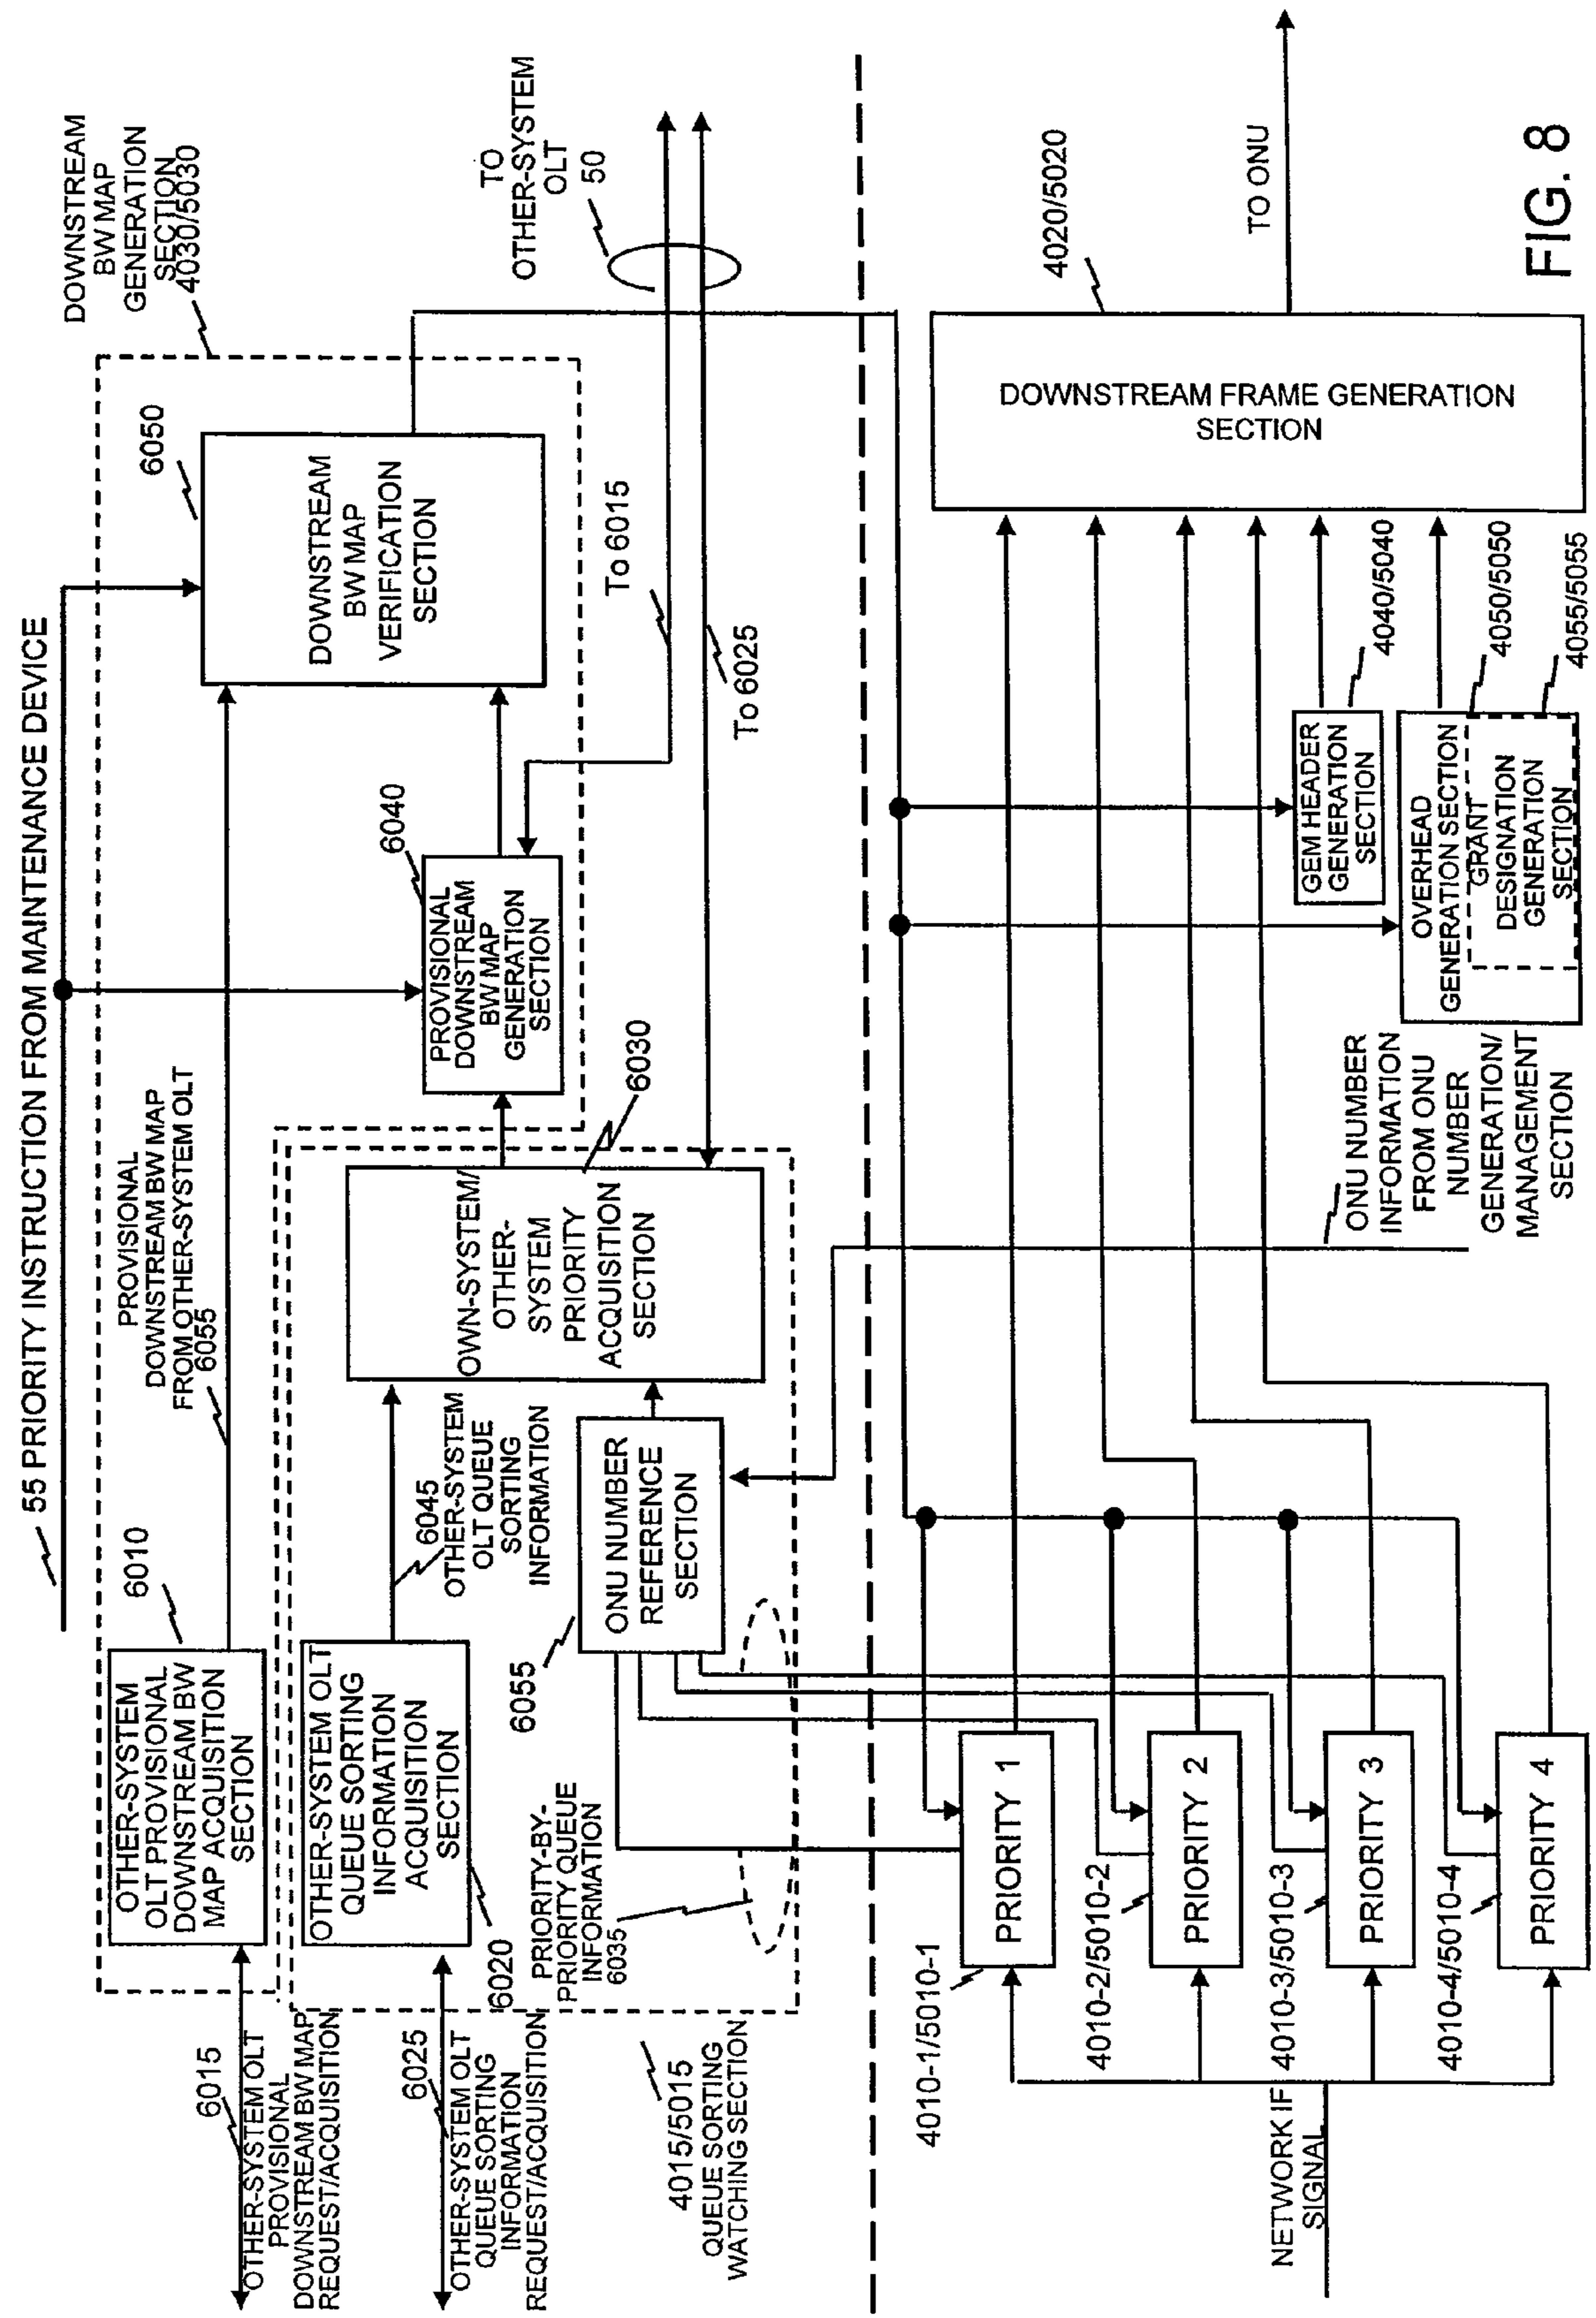 55 PRIORITY INSTRUCTION FROM MAINTENANCE DEVICE
DOWNSTREAM
BW MAP
GENERATION
SECTION
4030/5030
6010
OTHER-SYSTEM
OLT PROVISIONAL
DOWNSTREAM BW
MAP ACQUISITION
SECTION
PROVISIONAL
DOWNSTREAM BW MAP
FROM OTHER-SYSTEM OLT
6055
6050
DOWNSTREAM
BW MAP
VERIFICATION
SECTION
6015
OTHER-SYSTEM OLT
PROVISIONAL
DOWNSTREAM BW MAP
REQUEST/ACQUISITION
6040
PROVISIONAL
DOWNSTREAM
BW MAP
GENERATION
SECTION
OTHER-SYSTEM OLT
QUEUE SORTING
INFORMATION
ACQUISITION
SECTION
6020
6045
OTHER-SYSTEM
OLT QUEUE
SORTING
INFORMATION
OWN-SYSTEM/
OTHER-
SYSTEM
PRIORITY
ACQUISITION
SECTION
6030
6025
OTHER-SYSTEM OLT
QUEUE SORTING
INFORMATION
REQUEST/ACQUISITION
TO
OTHER-SYSTEM
OLT
50
To 6015
To 6025
6055
ONU NUMBER
REFERENCE
SECTION
PRIORITY-BY-
PRIORITY QUEUE
INFORMATION
6035
4015/5015
QUEUE SORTING
WATCHING SECTION
4010-1/5010-1
PRIORITY 1
4010-2/5010-2
PRIORITY 2
4010-3/5010-3
PRIORITY 3
4010-4/5010-4
PRIORITY 4
NETWORK IF
SIGNAL
ONU NUMBER
INFORMATION
FROM ONU
NUMBER
GENERATION/
MANAGEMENT
SECTION
GEM HEADER
GENERATION
SECTION
4040/5040
OVERHEAD
GENERATION SECTION
GRANT
DESIGNATION
GENERATION
SECTION
4050/5050
4055/5055
4020/5020
DOWNSTREAM FRAME GENERATION
SECTION
TO ONU
FIG. 8